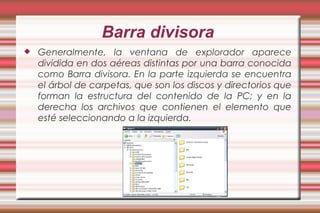 Barra divisora
Generalmente, la ventana de explorador aparece
dividida en dos aéreas distintas por una barra conocida
como Barra divisora. En la parte izquierda se encuentra
el árbol de carpetas, que son los discos y directorios que
forman la estructura del contenido de la PC; y en la
derecha los archivos que contienen el elemento que
esté seleccionando a la izquierda.